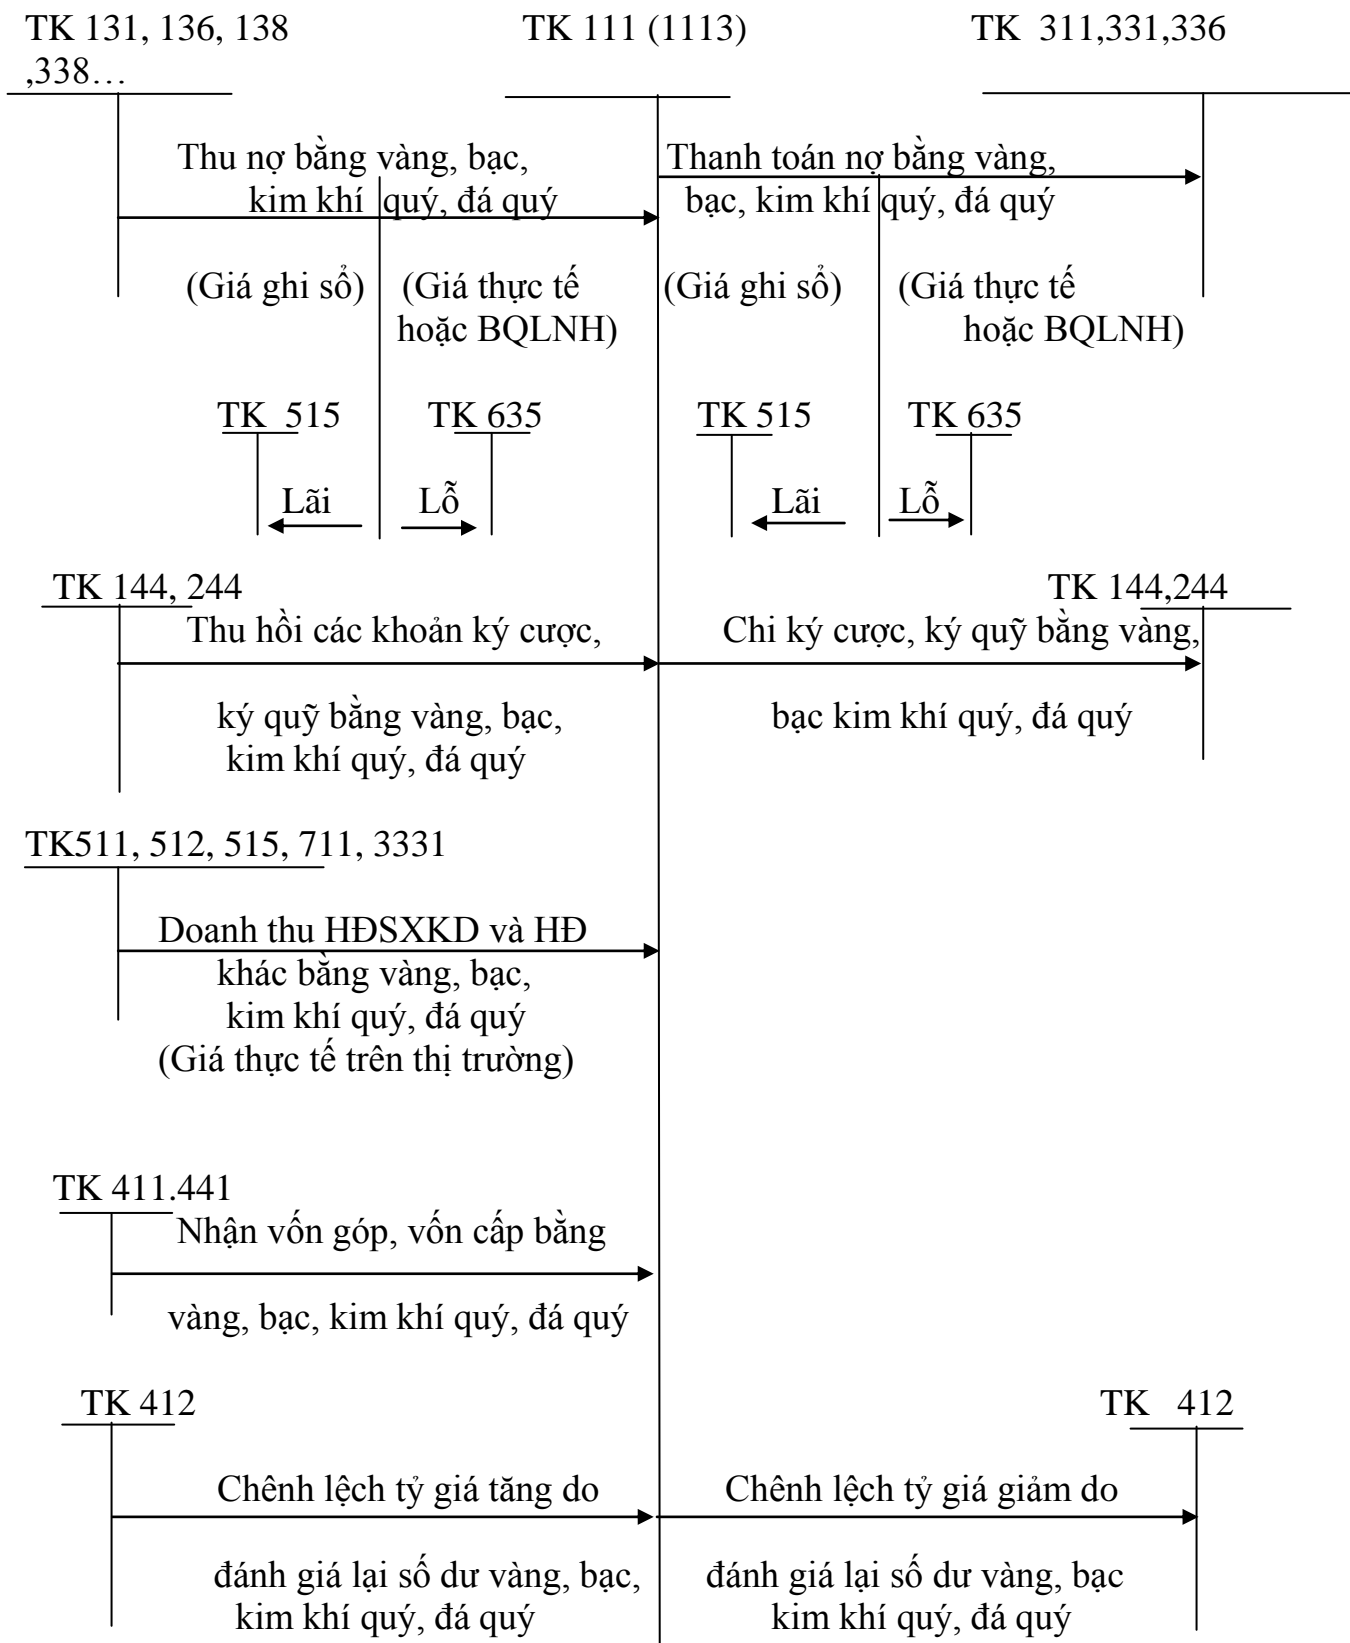 TK 131, 136, 138
,338…
TK 111 (1113)
TK 311,331,336
Thu nợ bằng vàng, bạc,
kim khí quý, đá quý
Thanh toán nợ bằng vàng,
bạc, kim khí quý, đá quý
(Giá ghi sổ)
(Giá thực tế
hoặc BQLNH)
(Giá ghi sổ)
(Giá thực tế
hoặc BQLNH)
TK 515
TK 635
TK 515
TK 635
Lãi
Lỗ
Lãi
Lỗ
TK 144, 244
TK 144,244
Thu hồi các khoản ký cược,
ký quỹ bằng vàng, bạc,
kim khí quý, đá quý
Chi ký cược, ký quỹ bằng vàng,
bạc kim khí quý, đá quý
TK511, 512, 515, 711, 3331
Doanh thu HĐSXKD và HĐ
khác bằng vàng, bạc,
kim khí quý, đá quý
(Giá thực tế trên thị trường)
TK 411.441
Nhận vốn góp, vốn cấp bằng
vàng, bạc, kim khí quý, đá quý
TK 412
TK 412
Chênh lệch tỷ giá tăng do
đánh giá lại số dư vàng, bạc,
kim khí quý, đá quý
Chênh lệch tỷ giá giảm do
đánh giá lại số dư vàng, bạc
kim khí quý, đá quý